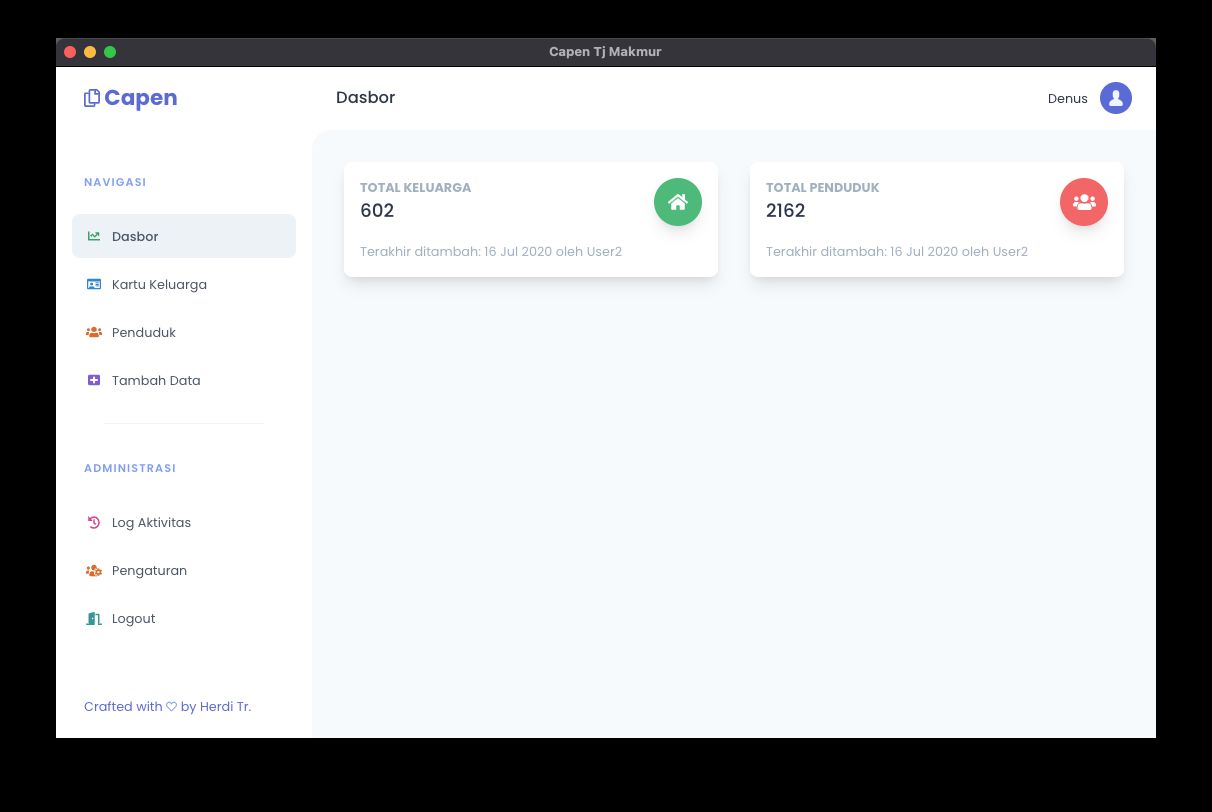 Capen Tj Makmur
Capen
Dasbor
Denus
NAVIGASI
Dasbor
Kartu Keluarga
Penduduk
Tambah Data
ADMINISTRASI
Log Aktivitas
Pengaturan
Logout
Crafted with ♡ by Herdi Tr.
TOTAL KELUARGA
602
Terakhir ditambah: 16 Jul 2020 oleh User2
TOTAL PENDUDUK
2162
Terakhir ditambah: 16 Jul 2020 oleh User2